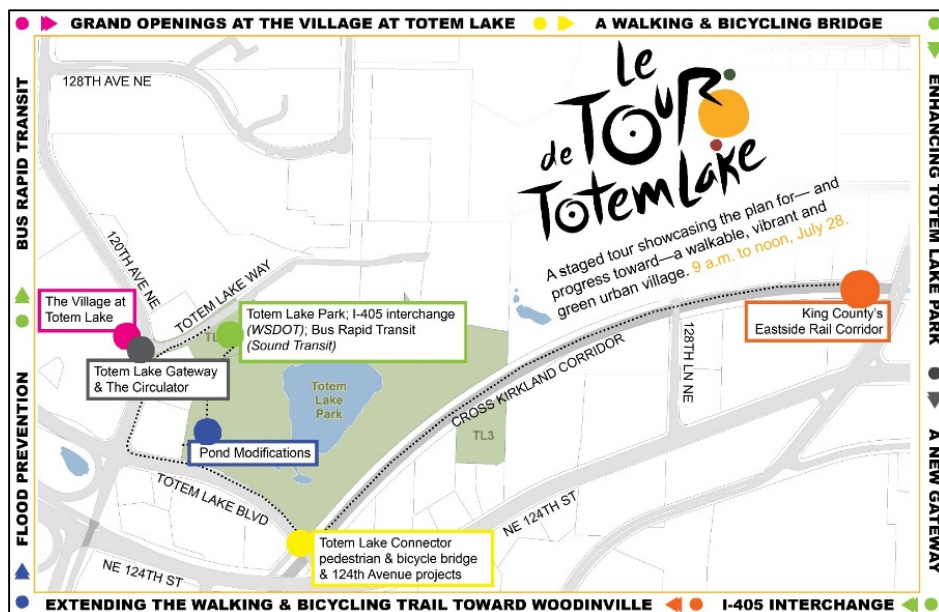 GRAND OPENINGS AT THE VILLAGE AT TOTEM LAKE
A WALKING & BICYCLING BRIDGE
ENHANCING TOTEM LAKE PARK
A NEW GATEWAY
I-405 INTERCHANGE
EXTENDING THE WALKING & BICYCLING TRAIL TOWARD WOODINVILLE
FLOOD PREVENTION
BUS RAPID TRANSIT
Le
de TOUR
Totem Lake
A staged tour showcasing the plan for— and
progress toward—a walkable, vibrant and
green urban village. 9 a.m. to noon, July 28.
128TH AVE NE
120TH AVE NE
TOTEM LAKE WAY
The Village at
Totem Lake
Totem Lake Park; I-405 interchange
(WSDOT); Bus Rapid Transit
(Sound Transit)
King County's
Eastside Rail Corridor
Totem Lake Gateway
& The Circulator
Totem
Lake
Park
CROSS KIRKLAND CORRIDOR
128TH LN NE
TL3
Pond Modifications
TOTEM LAKE BLVD
NE 124TH ST
Totem Lake Connector
pedestrian & bicycle bridge
& 124th Avenue projects
NE 124TH ST